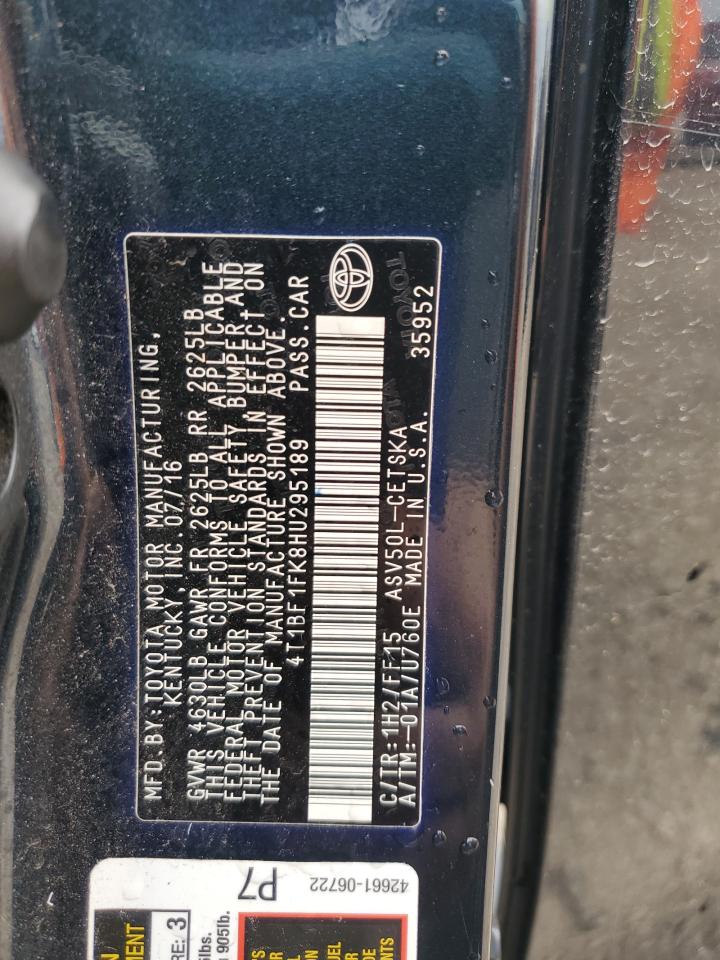 MFD.BY:TOYOTA MOTOR MANUFACTURING,
KENTUCKY INC.07/16
GVWR 4630LB GAWR FR 2625LB RR 2625LB
THIS VEHICLE CONFORMS TO ALL APPLICABLE
FEDERAL MOTOR VEHICLE SAFETY, BUMPER AND
THEFT PREVENTION STANDARDS IN EFFECT ON
THE DATE OF MANUFACTURE SHOWN ABOVE.
4T1BF1FK8HU295189 PASS.CAR
C/TR:1H2/FF15 ASV50L-CETSKA
A/TM:-01A/U760E MADE IN U.S.A. 35952
TOYOTA
P7
42661-06722
3
905lb.